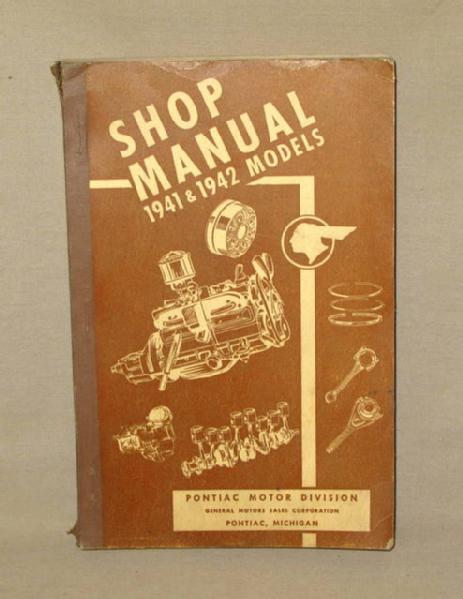 SHOP
MANUAL
1941 & 1942 MODELS
PONTIAC MOTOR DIVISION
GENERAL MOTORS SALES CORPORATION
PONTIAC, MICHIGAN